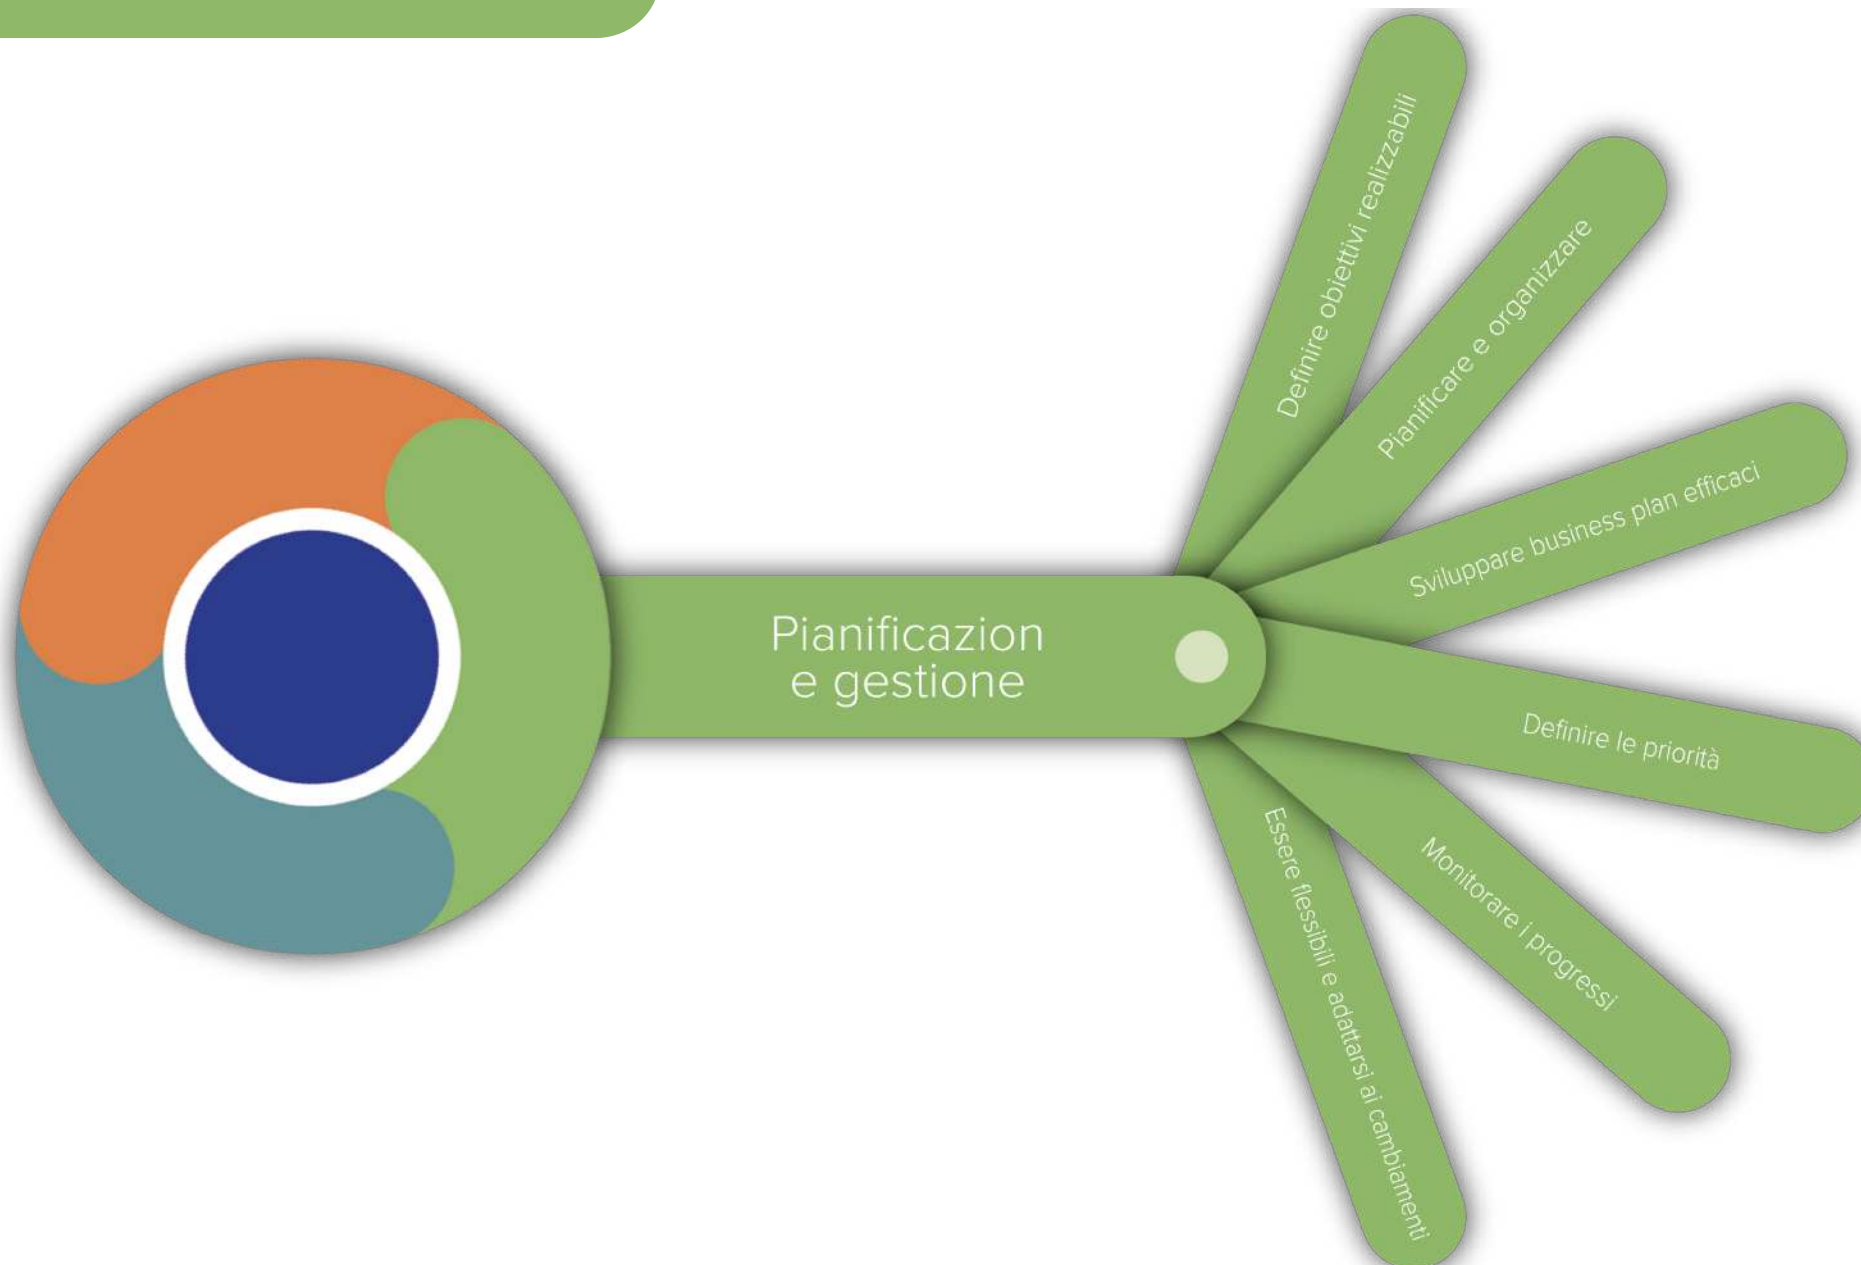 Pianificazion
e gestione
Definire obiettivi realizzabili
Pianificare e organizzare
Sviluppare business plan efficaci
Definire le priorità
Monitorare i progressi
Essere flessibili e adattarsi ai cambiamenti